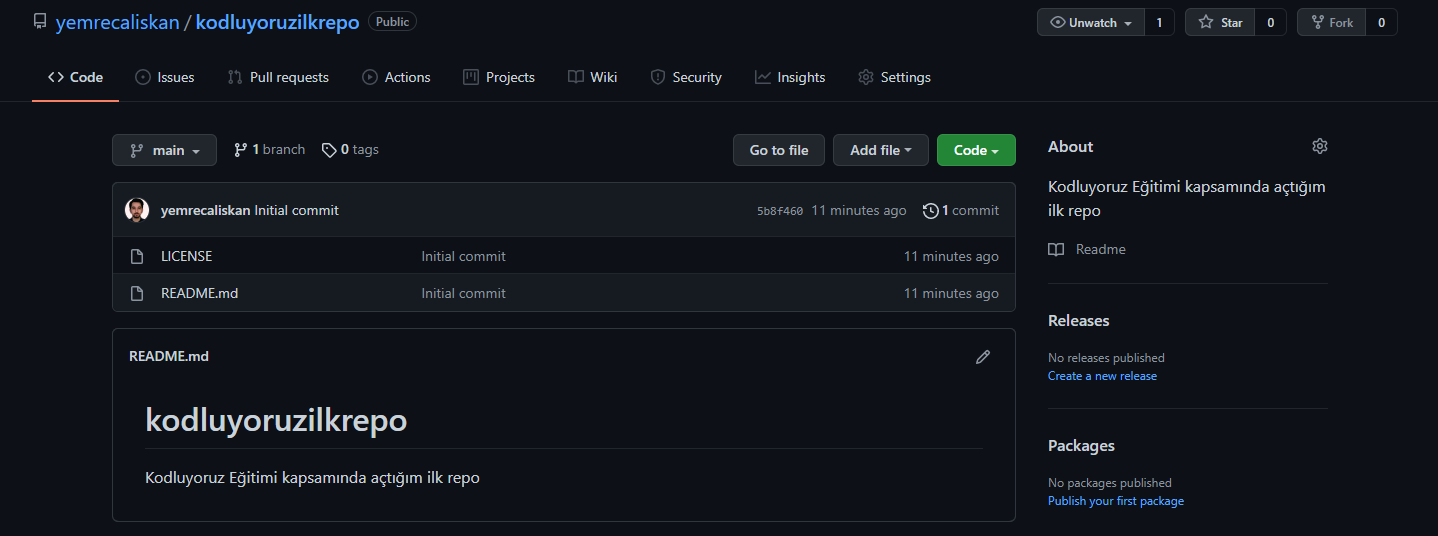 yemrecaliskan / kodluyoruzilkrepo Public
Unwatch 1 Star 0 Fork 0
Code Issues Pull requests Actions Projects Wiki Security Insights Settings
main 1 branch 0 tags Go to file Add file Code
yemrecaliskan Initial commit 5b8f460 11 minutes ago 1 commit
LICENSE Initial commit 11 minutes ago
README.md Initial commit 11 minutes ago
README.md
kodluyoruzilkrepo
Kodluyoruz Eğitimi kapsamında açtığım ilk repo
About
Kodluyoruz Eğitimi kapsamında açtığım
ilk repo
Readme
Releases
No releases published
Create a new release
Packages
No packages published
Publish your first package